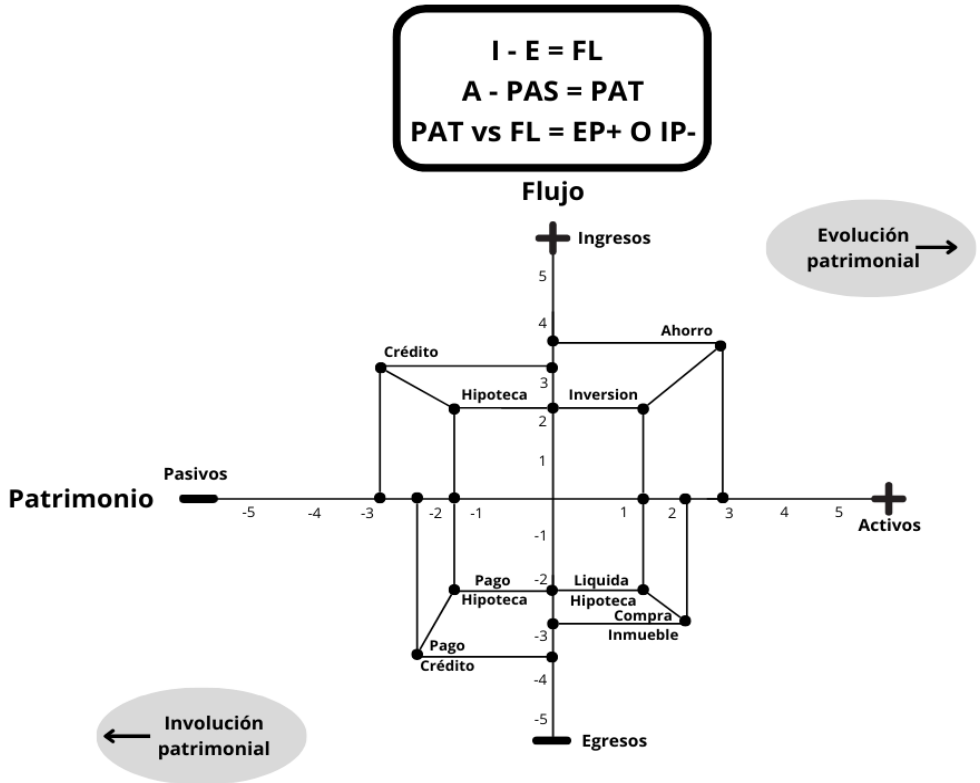 I - E = FL
A - PAS = PAT
PAT vs FL = EP+ O IP-
Flujo
Ingresos
Evolución
patrimonial
5
4
Ahorro
Crédito
3
Hipoteca
Inversion
2
1
Pasivos
Patrimonio
-5
-4
-3
-2
-1
1
2
3
4
5
Activos
-1
-2
Pago
Hipoteca
Liquida
Hipoteca
Compra
Inmueble
-3
Pago
Crédito
-4
-5
Egresos
Involución
patrimonial